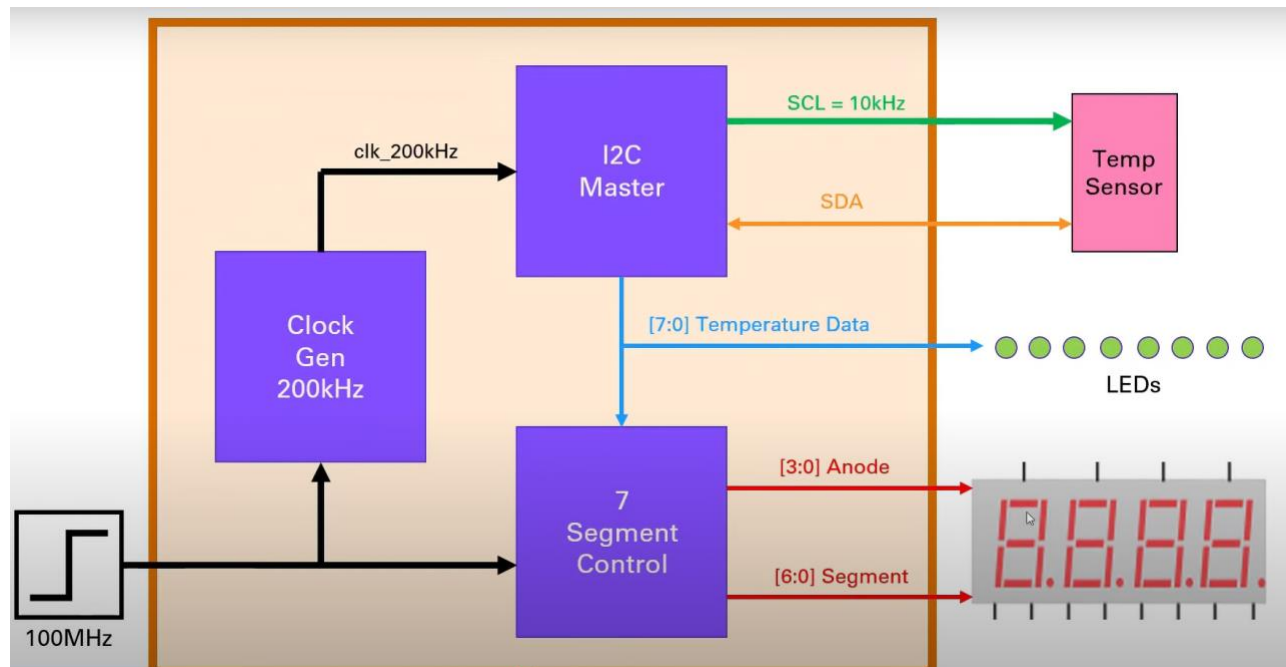 SCL = 10kHz
clk_200kHz
I2C
Master
Temp
Sensor
SDA
Clock
Gen
200kHz
[7:0] Temperature Data
LEDs
7
Segment
Control
[3:0] Anode
[6:0] Segment
100MHz